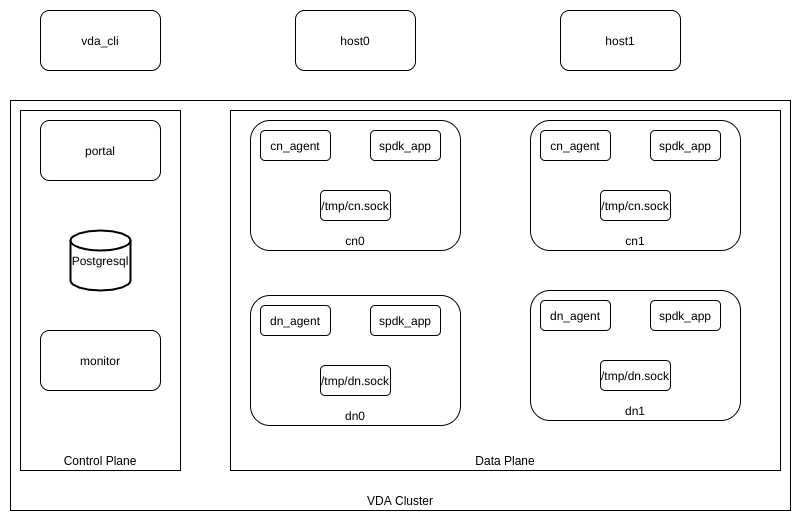 vda_cli
host0
host1
portal
Postgresql
monitor
Control Plane
cn_agent
spdk_app
/tmp/cn.sock
cn0
cn_agent
spdk_app
/tmp/cn.sock
cn1
dn_agent
spdk_app
/tmp/dn.sock
dn0
dn_agent
spdk_app
/tmp/dn.sock
dn1
Data Plane
VDA Cluster